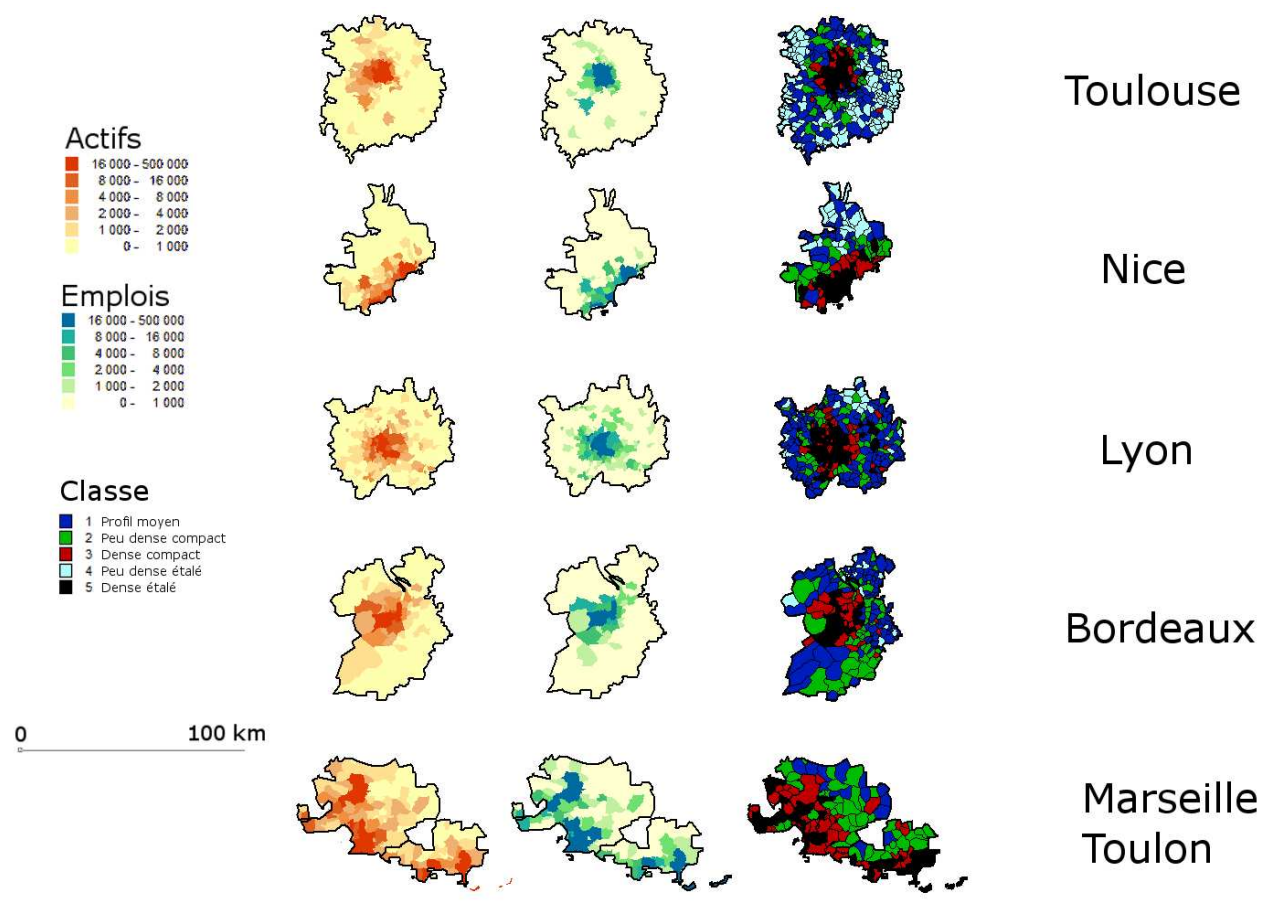 Toulouse
Actifs
16 000 - 500 000
8 000 - 16 000
4 000 - 8 000
2 000 - 4 000
1 000 - 2 000
0 - 1 000
Nice
Emplois
16 000 - 500 000
8 000 - 16 000
4 000 - 8 000
2 000 - 4 000
1 000 - 2 000
0 - 1 000
Lyon
Classe
1 Profil moyen
2 Peu dense compact
3 Dense compact
4 Peu dense étalé
5 Dense étalé
Bordeaux
0 100 km
Marseille
Toulon